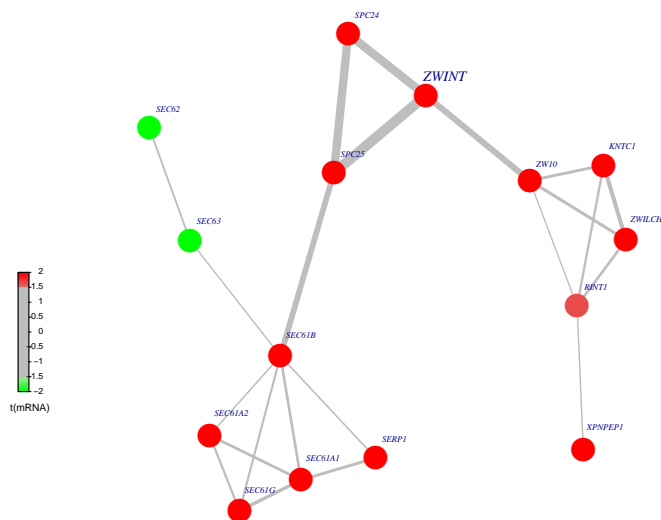 SPC24
ZWINT
SEC62
KNTC1
SPC25
ZW10
ZWILCH
SEC63
RINT1
2
1.5
1
0.5
0
−0.5
−1
−1.5
−2
t(mRNA)
SEC61B
SEC61A2
SERP1
XPNPEP1
SEC61A1
SEC61G